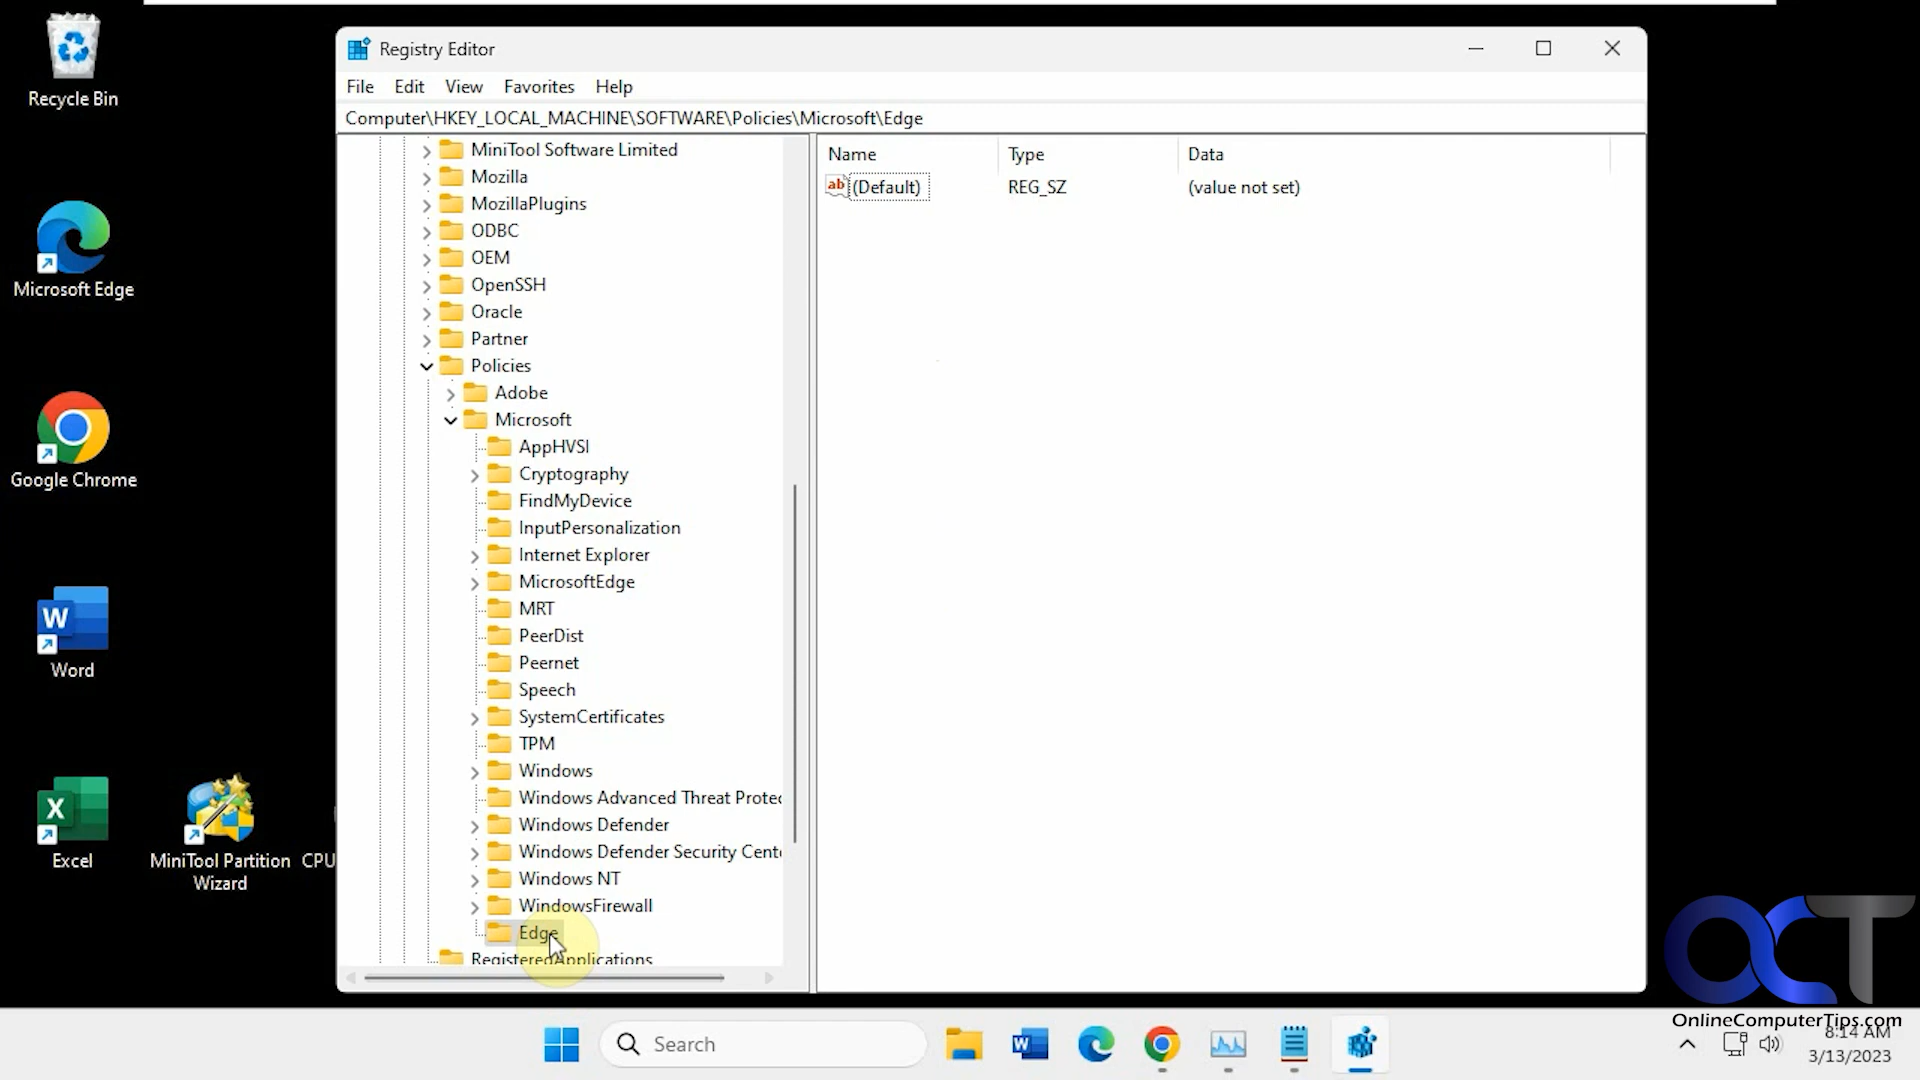 Recycle Bin
Microsoft Edge
Google Chrome
Word
Excel
MiniTool Partition
Wizard
CPU
Registry Editor
File Edit View Favorites Help
Computer\HKEY_LOCAL_MACHINE\SOFTWARE\Policies\Microsoft\Edge
MiniTool Software Limited
Mozilla
MozillaPlugins
ODBC
OEM
OpenSSH
Oracle
Partner
Policies
Adobe
Microsoft
AppHVSI
Cryptography
FindMyDevice
InputPersonalization
Internet Explorer
MicrosoftEdge
MRT
PeerDist
Peernet
Speech
SystemCertificates
TPM
Windows
Windows Advanced Threat Protec
Windows Defender
Windows Defender Security Cente
Windows NT
WindowsFirewall
Edge
RegisteredApplications
Name Type Data
ab (Default) REG_SZ (value not set)
OCT
OnlineComputerTips.com
Search
8:14 AM
3/13/2023